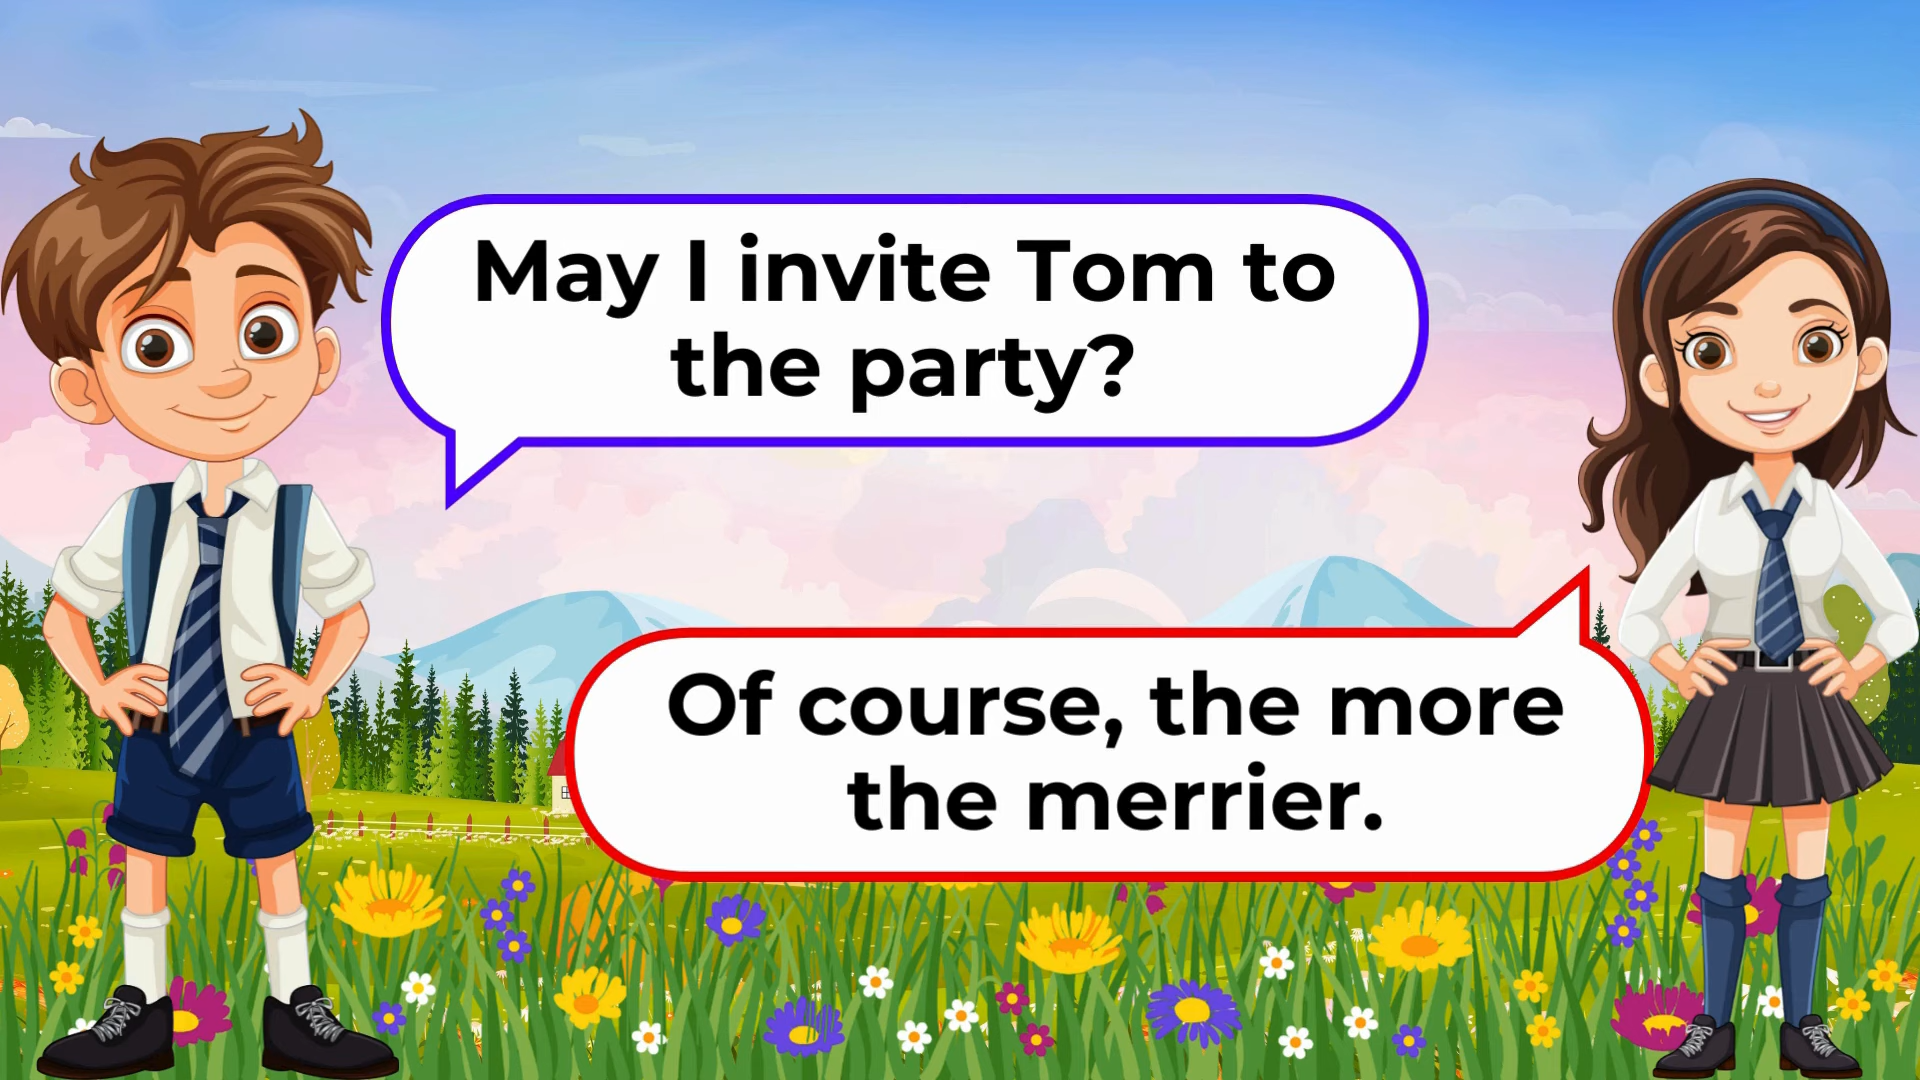 May I invite Tom to
the party?
Of course, the more
the merrier.